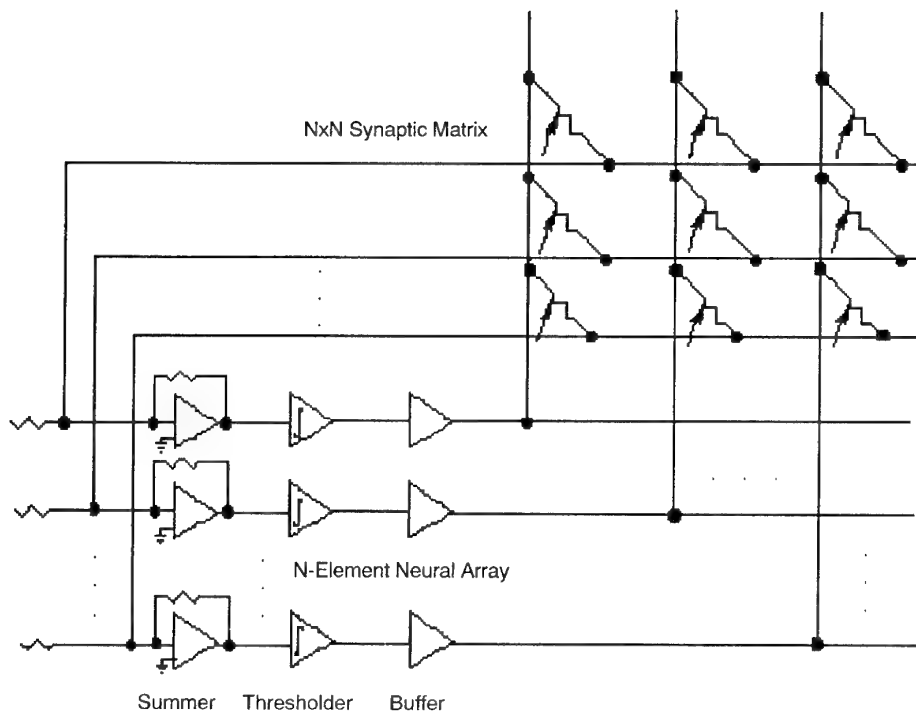 NxN Synaptic Matrix
N-Element Neural Array
Summer Thresholder Buffer